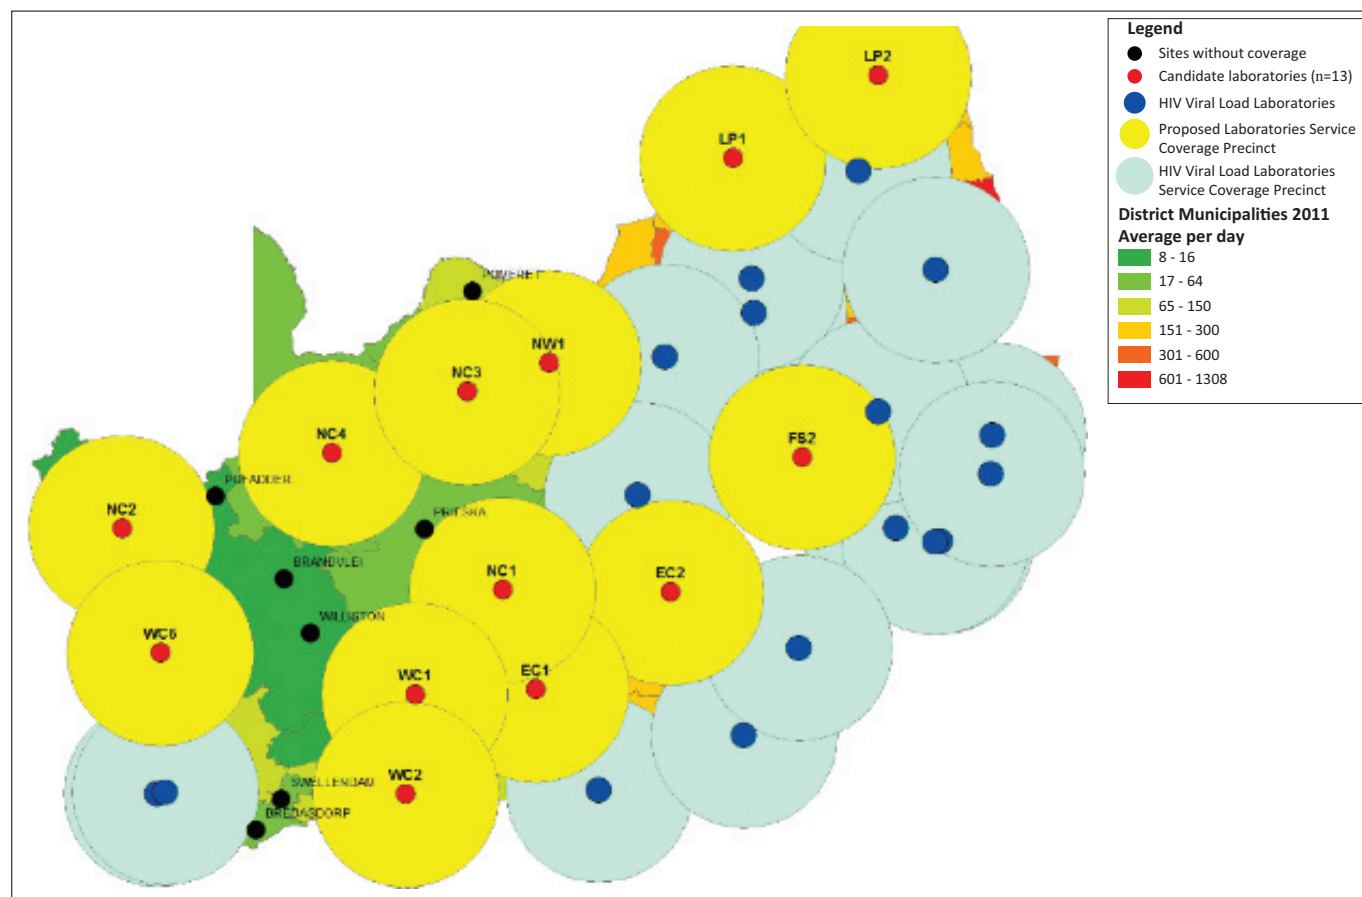 LP2
LP1
POMERET
NW1
NC3
NC4
FS2
POFADDER
NC2
PRIESKA
BRANDVLEI
NC1
EC2
WILLISTON
WC6
WC1
EC1
SWELLENDAM
WC2
BREDASDORP
Legend
Sites without coverage
Candidate laboratories (n=13)
HIV Viral Load Laboratories
Proposed Laboratories Service
Coverage Precinct
HIV Viral Load Laboratories
Service Coverage Precinct
District Municipalities 2011
Average per day
8 - 16
17 - 64
65 - 150
151 - 300
301 - 600
601 - 1308